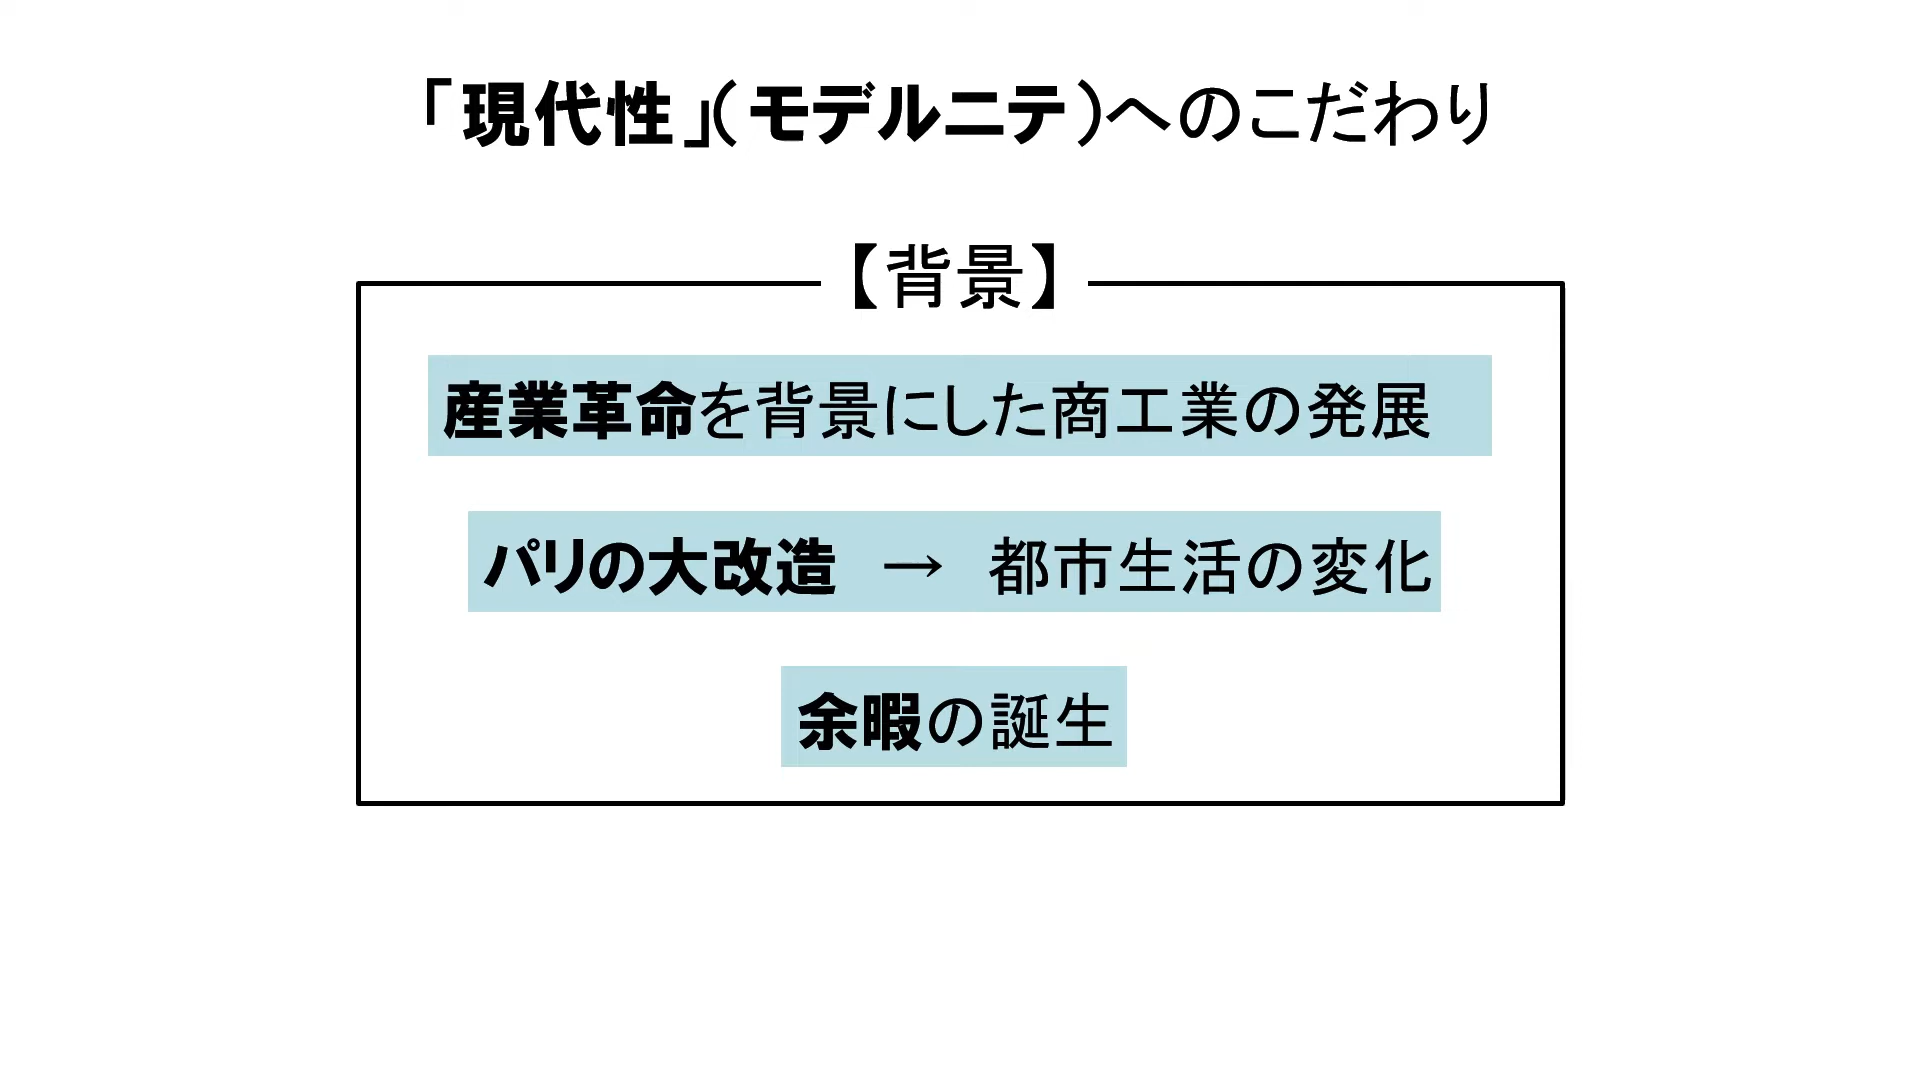 「現代性」（モデルニテ）へのこだわり
【背景】
産業革命を背景にした商工業の発展
パリの大改造　→　都市生活の変化
余暇の誕生